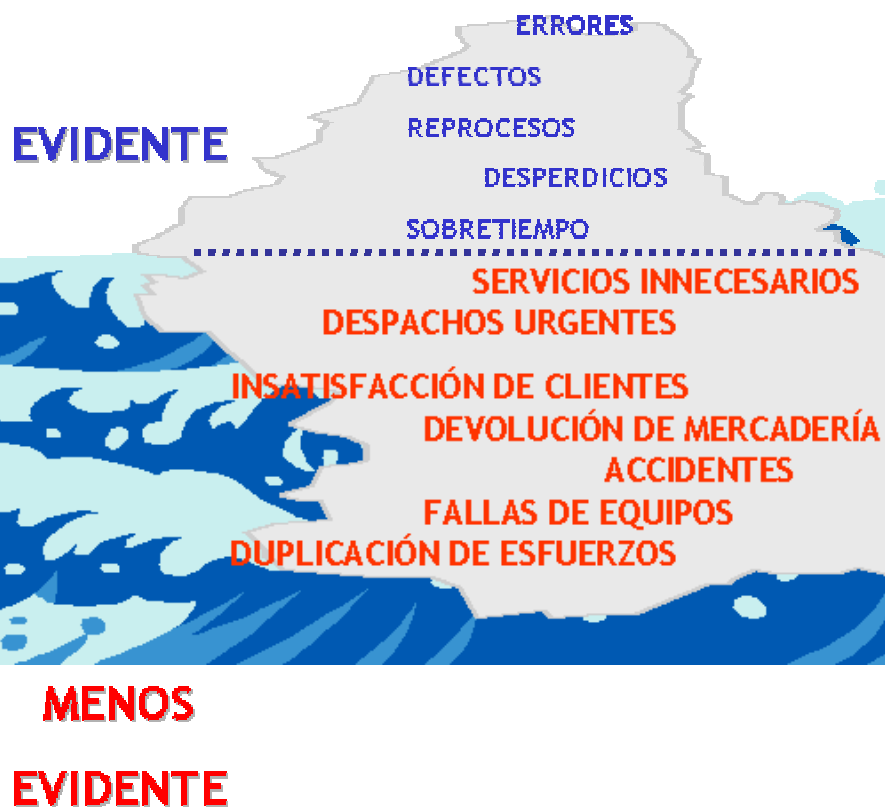 ERRORES
DEFECTOS
EVIDENTE
REPROCESOS
DESPERDICIOS
SOBRETIEMPO
SERVICIOS INNECESARIOS
DESPACHOS URGENTES
INSATISFACCIÓN DE CLIENTES
DEVOLUCIÓN DE MERCADERÍA
ACCIDENTES
FALLAS DE EQUIPOS
DUPLICACIÓN DE ESFUERZOS
MENOS
EVIDENTE